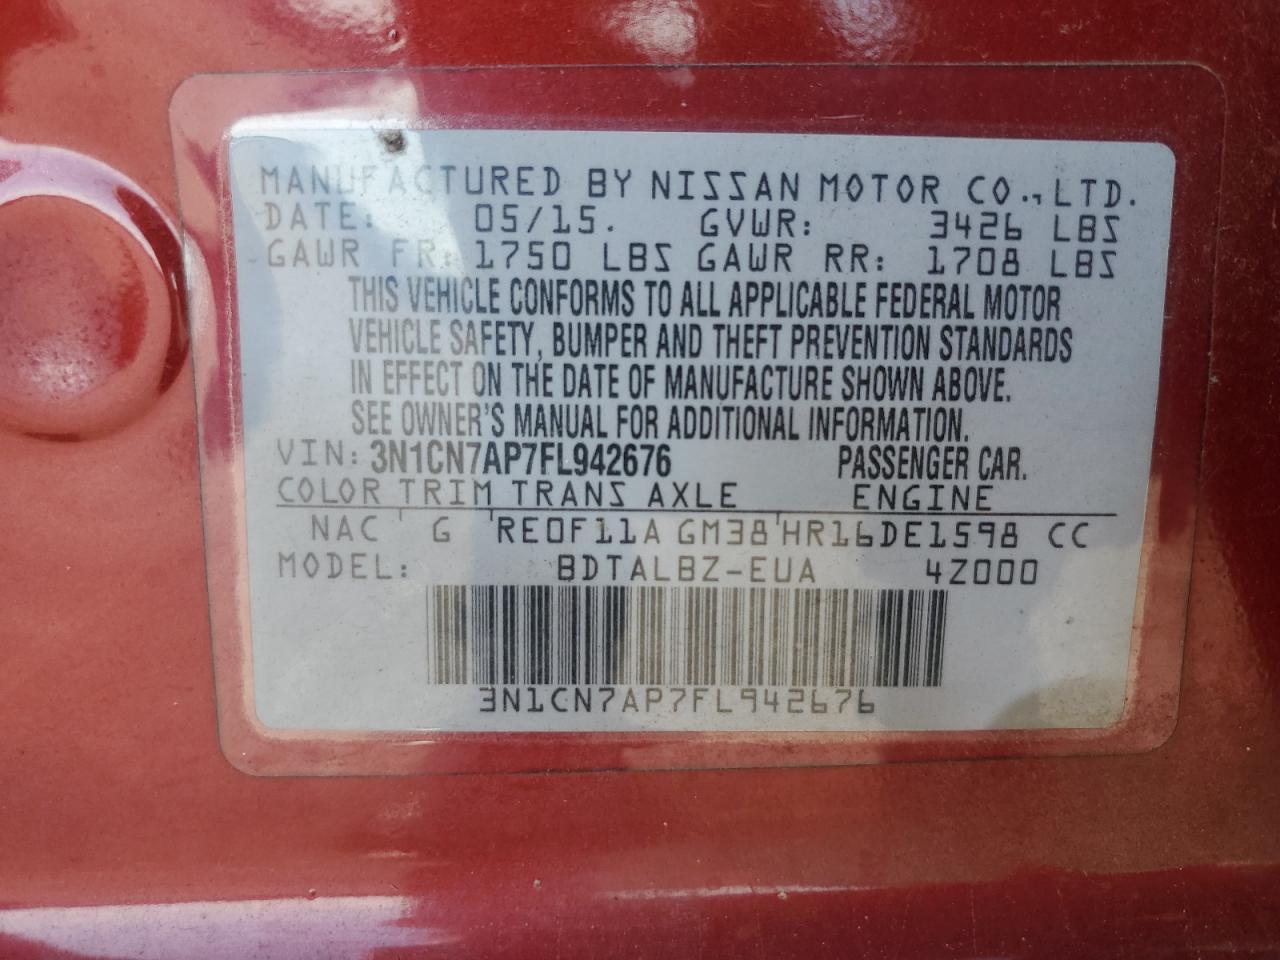 MANUFACTURED BY NISSAN MOTOR CO., LTD.
DATE: 05/15. GVWR: 3426 LBS
GAWR FR: 1750 LBS GAWR RR: 1708 LBS
THIS VEHICLE CONFORMS TO ALL APPLICABLE FEDERAL MOTOR
VEHICLE SAFETY, BUMPER AND THEFT PREVENTION STANDARDS
IN EFFECT ON THE DATE OF MANUFACTURE SHOWN ABOVE.
SEE OWNER'S MANUAL FOR ADDITIONAL INFORMATION.
VIN: 3N1CN7AP7FL942676 PASSENGER CAR.
COLOR TRIM TRANS AXLE ENGINE
NAC G RE0F11A GM38 HR16DE1598 CC
MODEL: BDTALBZ-EUA 4Z000
3N1CN7AP7FL942676